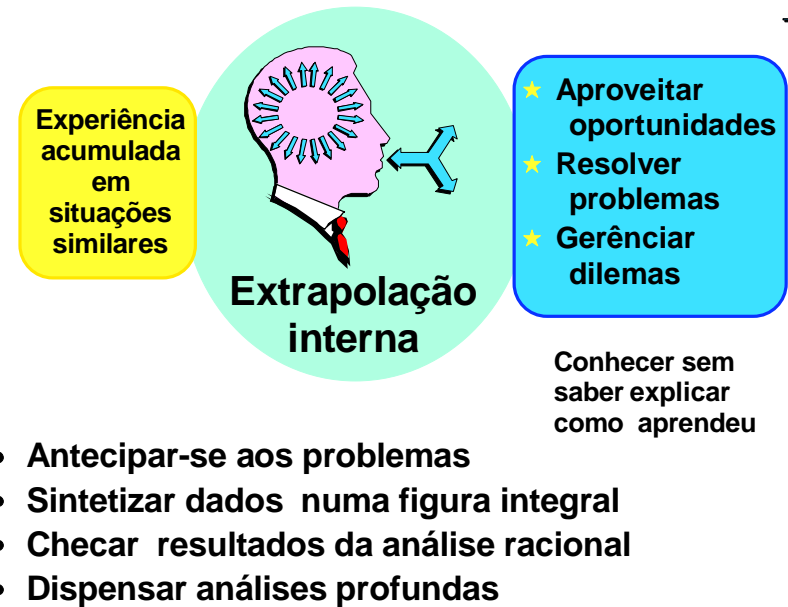 Experiência
acumulada
em
situações
similares
Extrapolação
interna
Aproveitar
oportunidades
Resolver
problemas
Gerênciar
dilemas
Conhecer sem
saber explicar
como aprendeu
• Antecipar-se aos problemas
• Sintetizar dados numa figura integral
• Checar resultados da análise racional
• Dispensar análises profundas